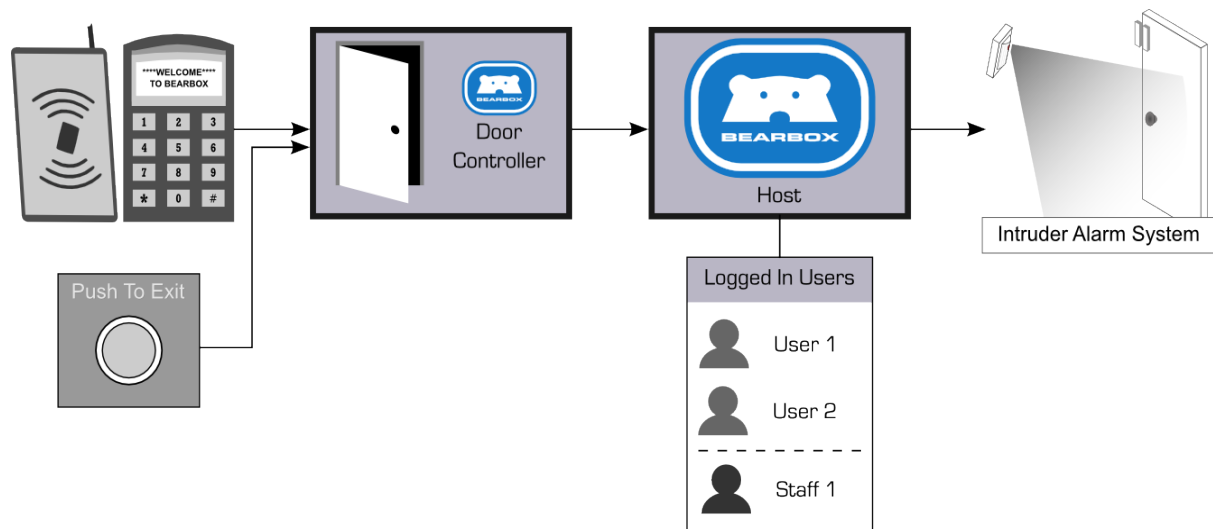 ****WELCOME****
TO BEARBOX
1 2 3
4 5 6
7 8 9
* 0 #
Push To Exit
Door
Controller
BEARBOX
Host
Intruder Alarm System
Logged In Users
User 1
User 2
Staff 1